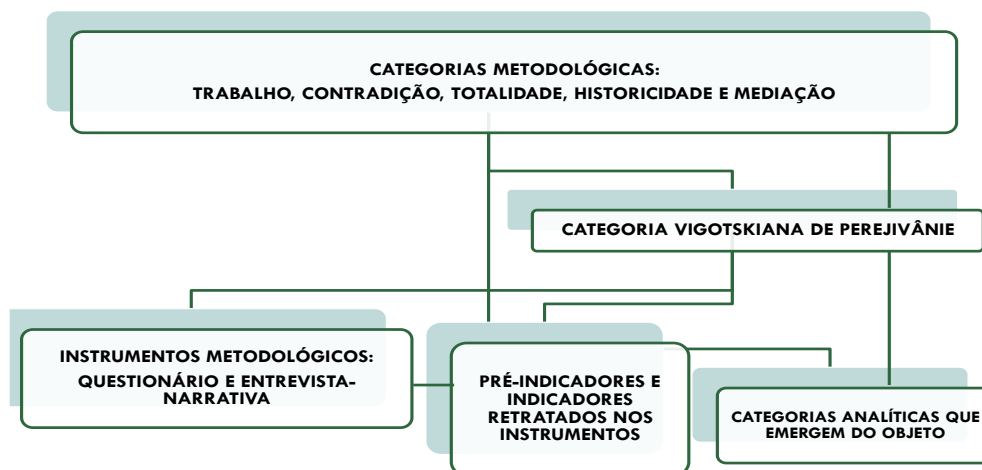 CATEGORIAS METODOLÓGICAS:
TRABALHO, CONTRADIÇÃO, TOTALIDADE, HISTORICIDADE E MEDIAÇÃO
CATEGORIA VIGOTSKIANA DE PEREJIVÂNIE
INSTRUMENTOS METODOLÓGICOS:
QUESTIONÁRIO E ENTREVISTA-
NARRATIVA
PRÉ-INDICADORES E
INDICADORES
RETRATADOS NOS
INSTRUMENTOS
CATEGORIAS ANALÍTICAS QUE
EMERGEM DO OBJETO